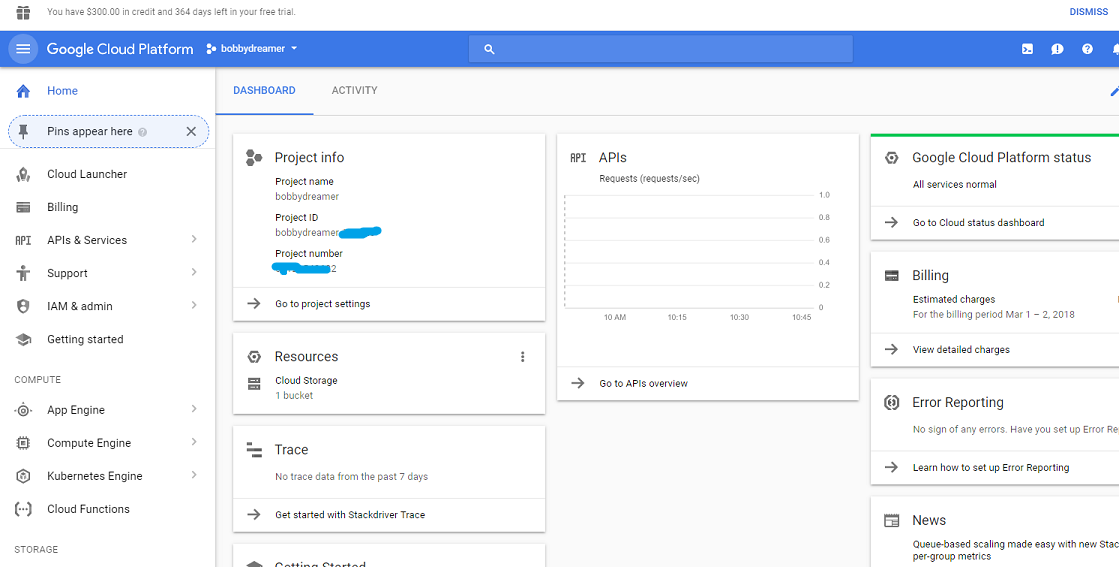 You have $300.00 in credit and 364 days left in your free trial.
DISMISS
Google Cloud Platform
bobbydreamer
Home
Pins appear here
Cloud Launcher
Billing
API APIs & Services
Support
IAM & admin
Getting started
COMPUTE
App Engine
Compute Engine
Kubernetes Engine
Cloud Functions
STORAGE
DASHBOARD
ACTIVITY
Project info
Project name
bobbydreamer
Project ID
bobbydreamer
Project number
2
Go to project settings
Resources
Cloud Storage
1 bucket
Trace
No trace data from the past 7 days
Get started with Stackdriver Trace
Getting Started
API APIs
Requests (requests/sec)
1.0
0.8
0.6
0.4
0.2
0
10 AM 10:15 10:30 10:45
Go to APIs overview
Google Cloud Platform status
All services normal
Go to Cloud status dashboard
Billing
Estimated charges
For the billing period Mar 1 – 2, 2018
View detailed charges
Error Reporting
No sign of any errors. Have you set up Error Re
Learn how to set up Error Reporting
News
Queue-based scaling made easy with new Stac
per-group metrics